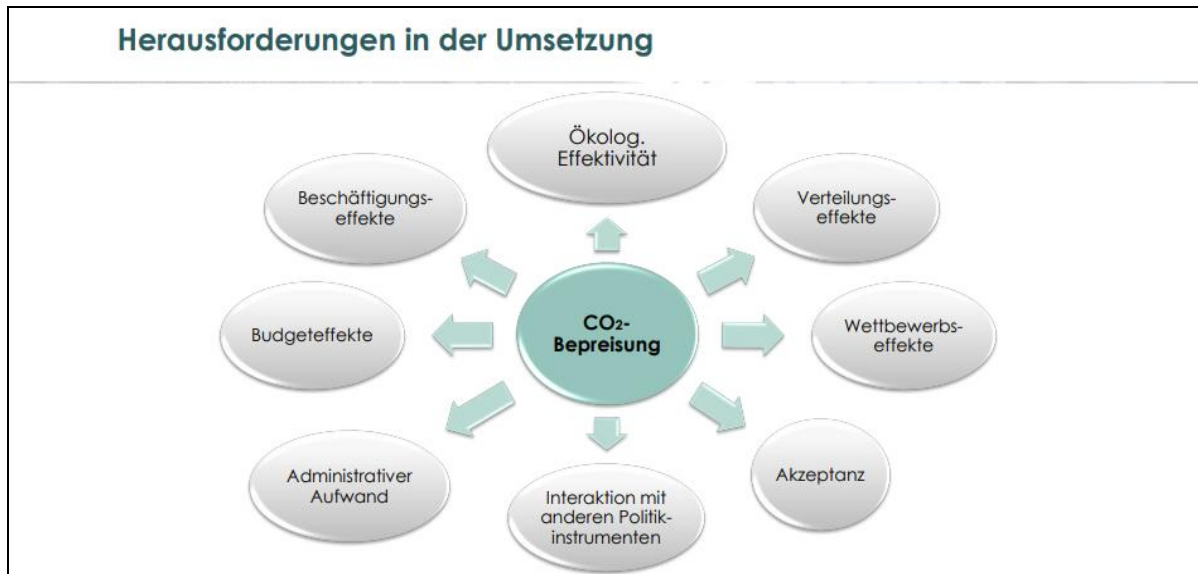 Herausforderungen in der Umsetzung
Ökolog.
Effektivität
Beschäftigungs-
effekte
Verteilungs-
effekte
Budgeteffekte
CO₂-
Bepreisung
Wettbewerbs-
effekte
Administrativer
Aufwand
Interaktion mit
anderen Politik-
instrumenten
Akzeptanz